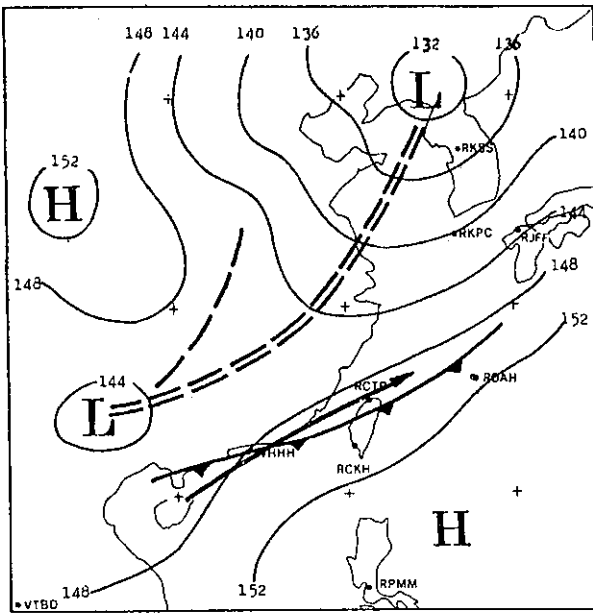 148 144 140 136 132 136
L
RKSS
152
H
140
144
RKPC
RJFF
148
148
152
144
L
RCTP
ROAH
VHHH
RCKH
H
148
152
RPMM
VTBD